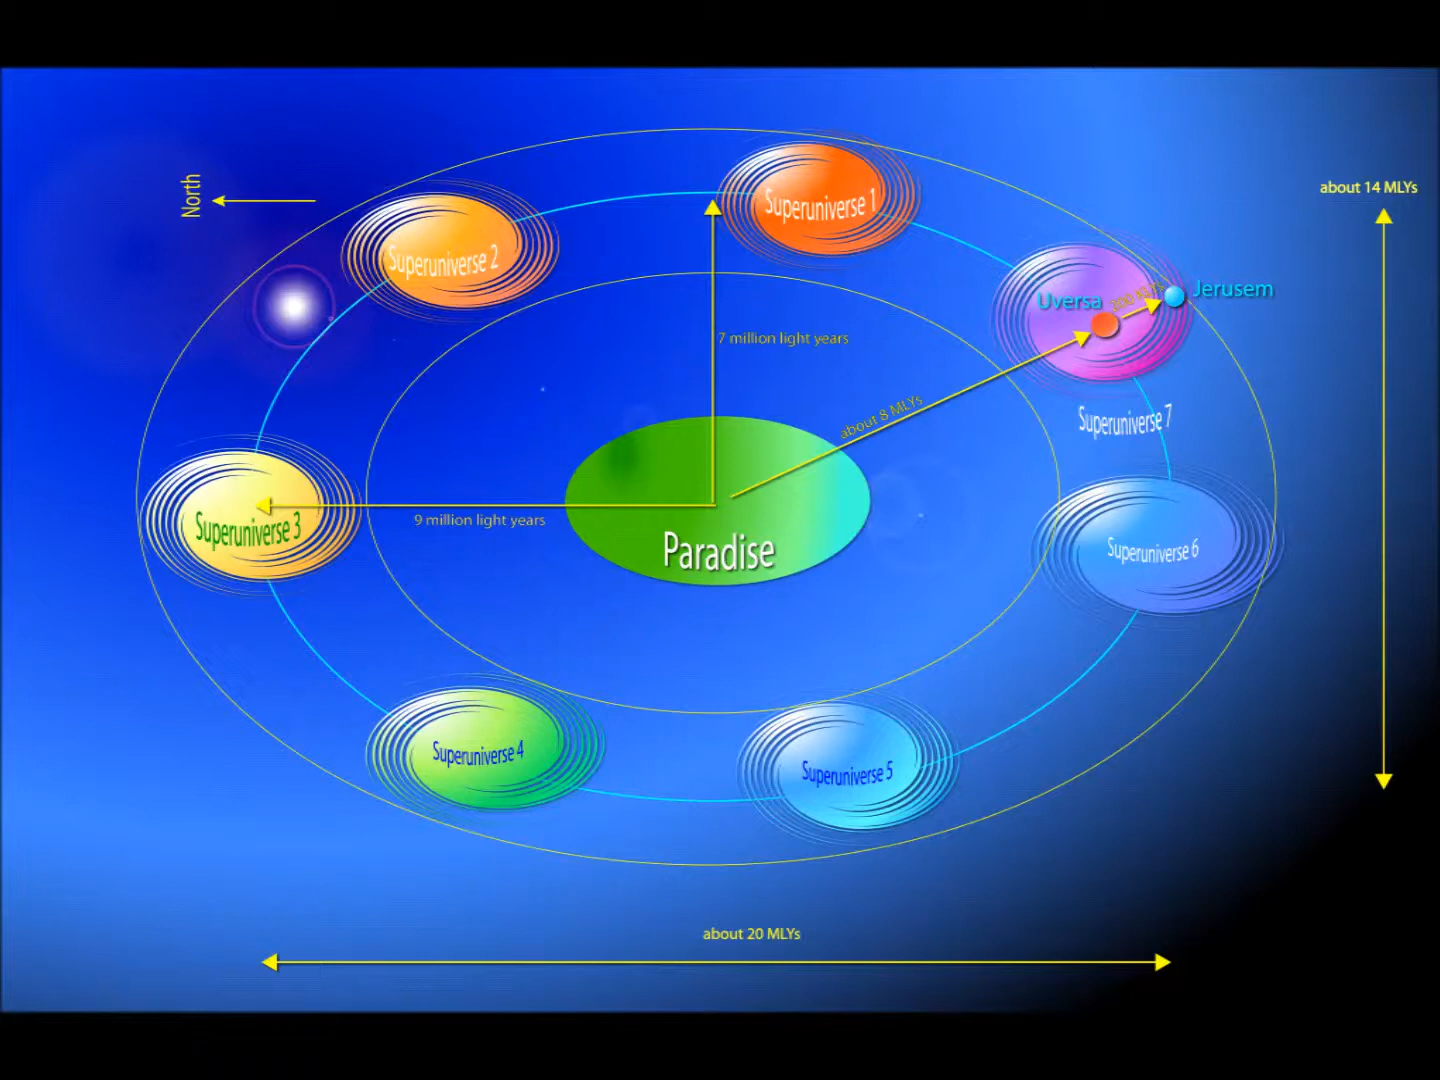 about 14 MLYs
North
Superuniverse 1
Superuniverse 2
Uversa
Jerusem
7 million light years
about 8 MLYs
Superuniverse 7
Superuniverse 3
9 million light years
Paradise
Superuniverse 6
Superuniverse 4
Superuniverse 5
about 20 MLYs